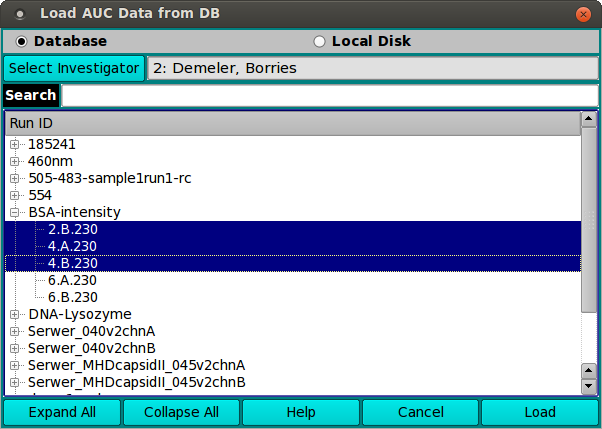 Load AUC Data from DB
Database Local Disk
Select Investigator 2: Demeler, Borries
Search
Run ID
185241
460nm
505-483-sample1run1-rc
554
BSA-intensity
2.B.230
4.A.230
4.B.230
6.A.230
6.B.230
DNA-Lysozyme
Serwer_040v2chnA
Serwer_040v2chnB
Serwer_MHDcapsidII_045v2chnA
Serwer_MHDcapsidII_045v2chnB
Expand All Collapse All Help Cancel Load